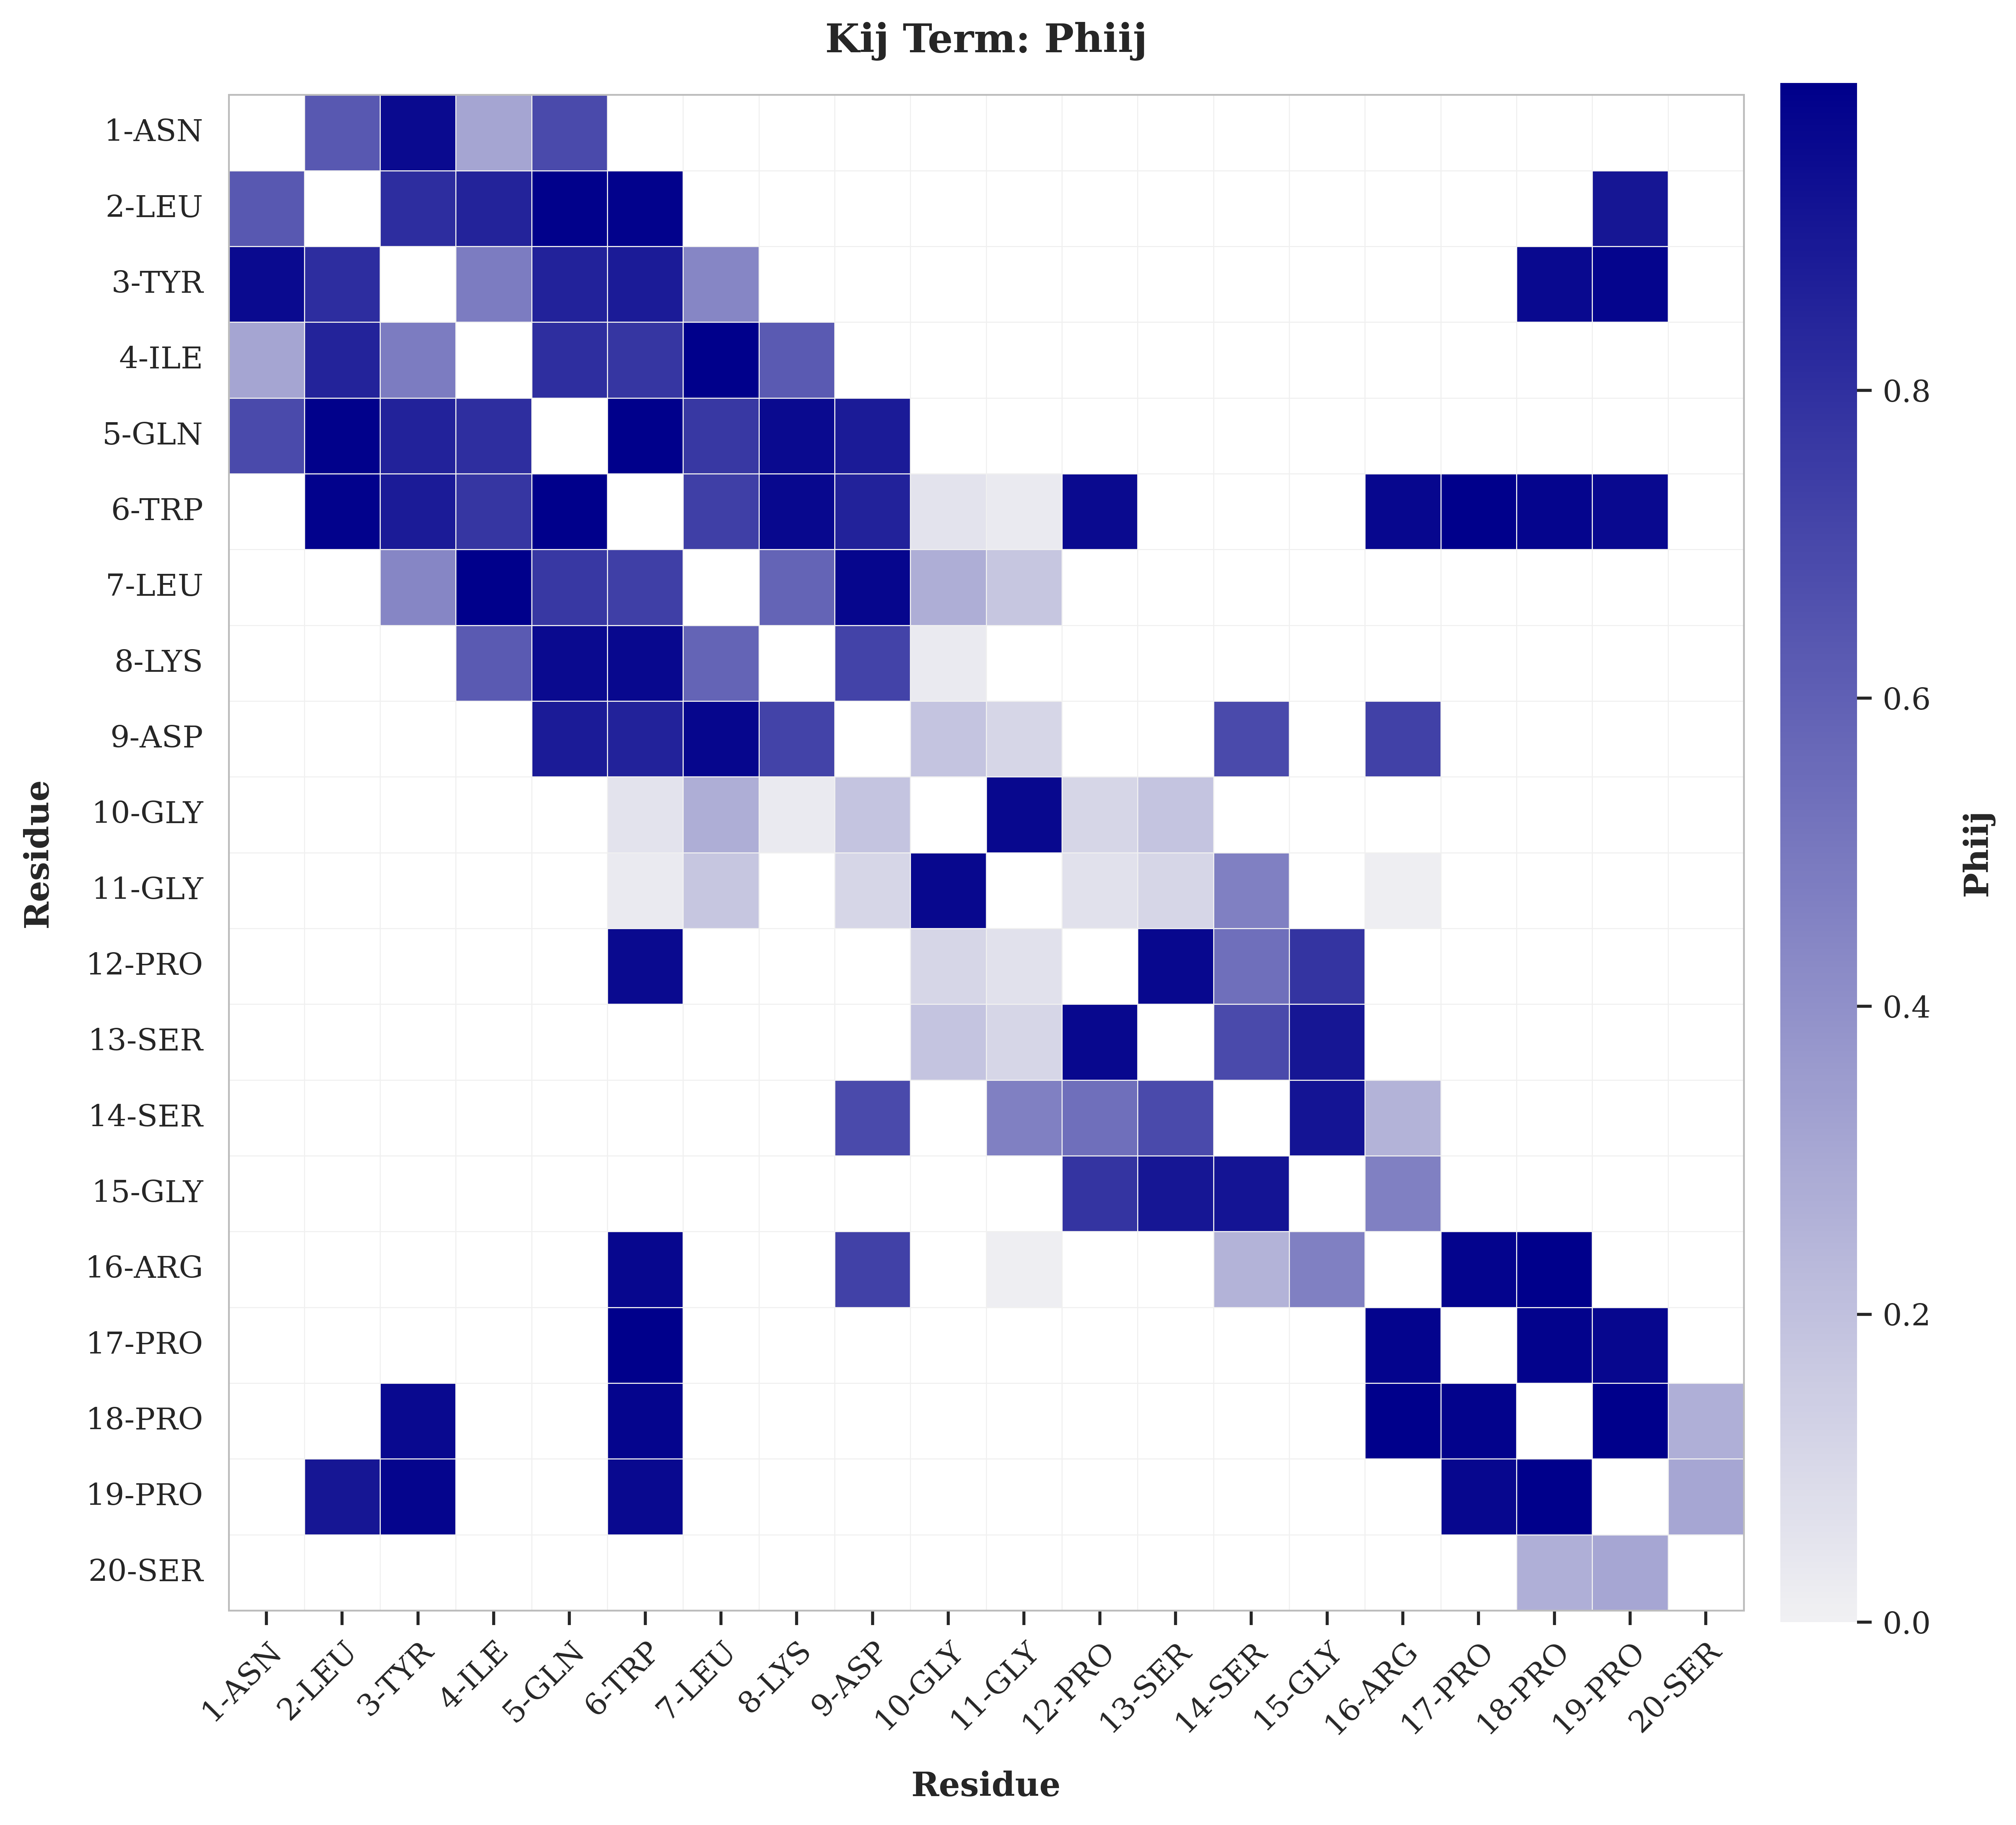 Kij Term: Phiij
Residue
1-ASN
2-LEU
3-TYR
4-ILE
5-GLN
6-TRP
7-LEU
8-LYS
9-ASP
10-GLY
11-GLY
12-PRO
13-SER
14-SER
15-GLY
16-ARG
17-PRO
18-PRO
19-PRO
20-SER
1-ASN
2-LEU
3-TYR
4-ILE
5-GLN
6-TRP
7-LEU
8-LYS
9-ASP
10-GLY
11-GLY
12-PRO
13-SER
14-SER
15-GLY
16-ARG
17-PRO
18-PRO
19-PRO
20-SER
Residue
0.8
0.6
0.4
0.2
0.0
Phiij